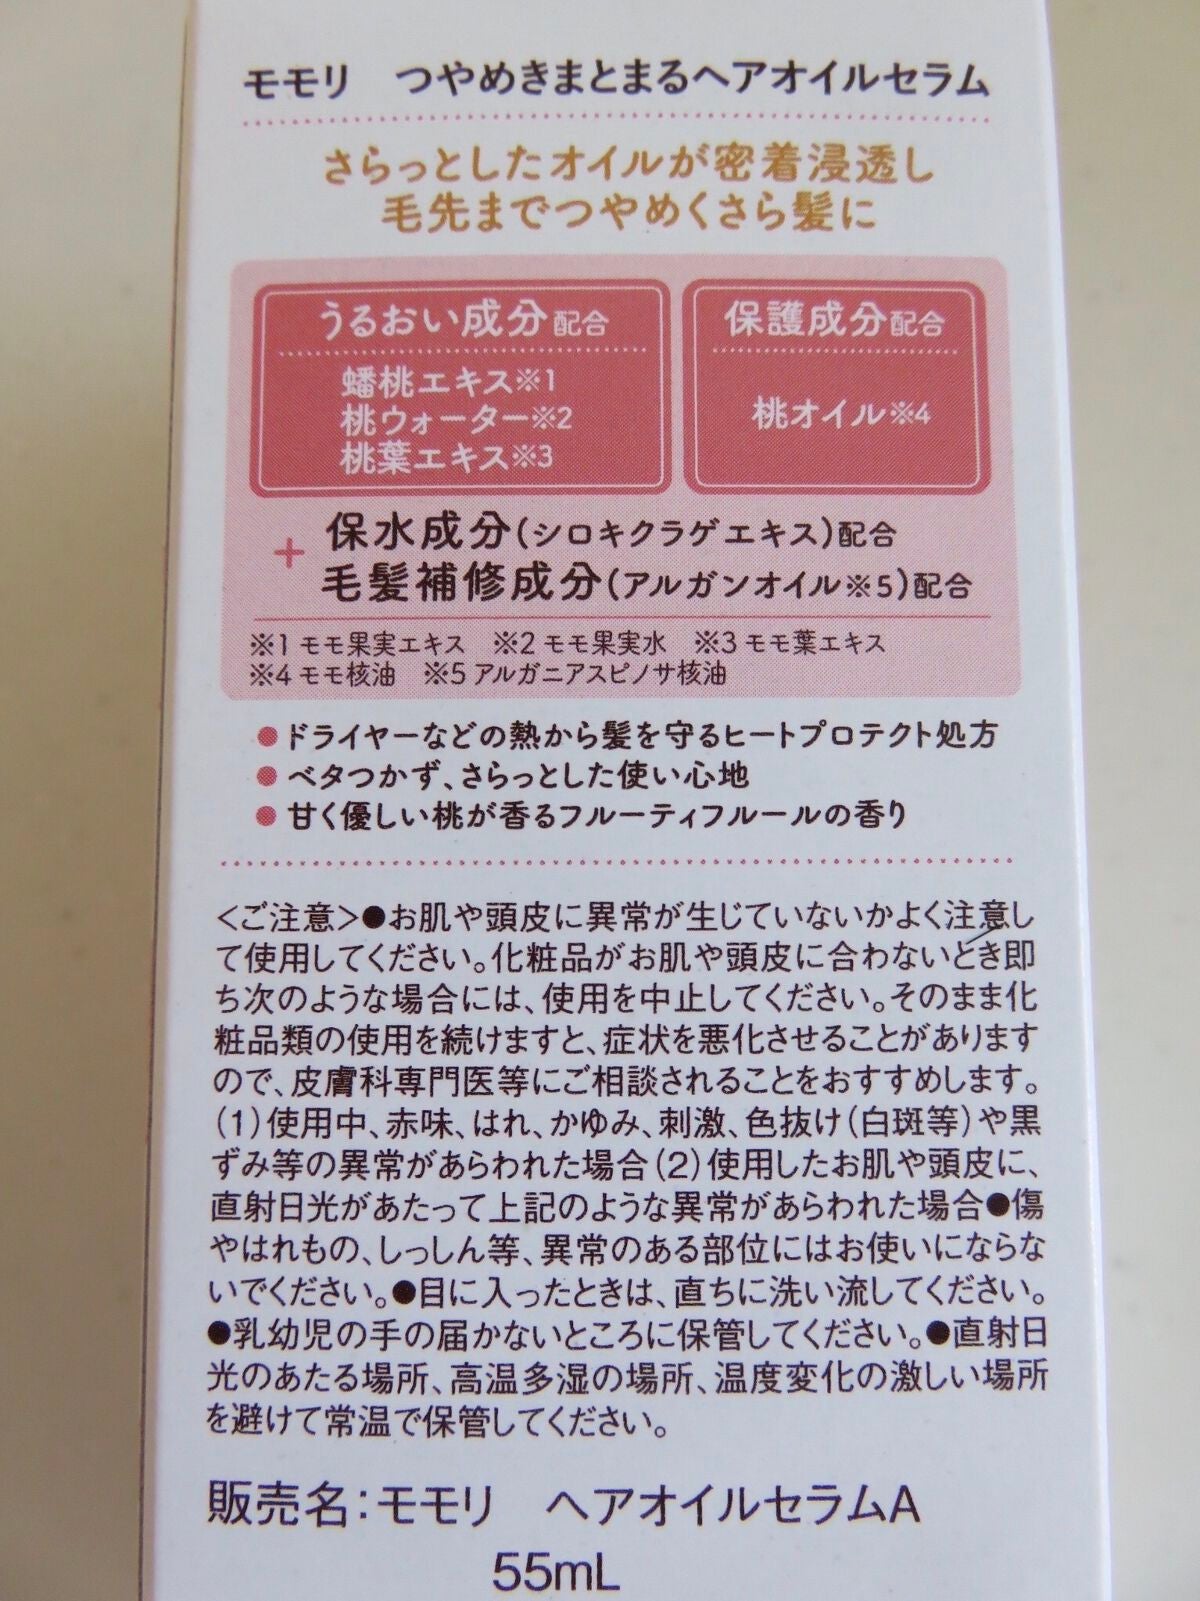 モモリ　つやめきまとまるヘアオイルセラム
さらっとしたオイルが密着浸透し
毛先までつやめくさら髪に
うるおい成分配合
蟠桃エキス※1
桃ウォーター※2
桃葉エキス※3
保護成分配合
桃オイル※4
+ 保水成分(シロキクラゲエキス)配合
毛髪補修成分(アルガンオイル※5)配合
※1 モモ果実エキス　※2 モモ果実水　※3 モモ葉エキス
※4 モモ核油　※5 アルガニアスピノサ核油
●ドライヤーなどの熱から髪を守るヒートプロテクト処方
●ベタつかず、さらっとした使い心地
●甘く優しい桃が香るフルーティフルールの香り
<ご注意>●お肌や頭皮に異常が生じていないかよく注意し
て使用してください。化粧品がお肌や頭皮に合わないとき即
ち次のような場合には、使用を中止してください。そのまま化
粧品類の使用を続けますと、症状を悪化させることがあります
ので、皮膚科専門医等にご相談されることをおすすめします。
(1)使用中、赤味、はれ、かゆみ、刺激、色抜け(白斑等)や黒
ずみ等の異常があらわれた場合(2)使用したお肌や頭皮に、
直射日光があたって上記のような異常があらわれた場合●傷
やはれもの、しっしん等、異常のある部位にはお使いにならな
いでください。●目に入ったときは、直ちに洗い流してください。
●乳幼児の手の届かないところに保管してください。●直射日
光のあたる場所、高温多湿の場所、温度変化の激しい場所
を避けて常温で保管してください。
販売名:モモリ　ヘアオイルセラムA
55mL